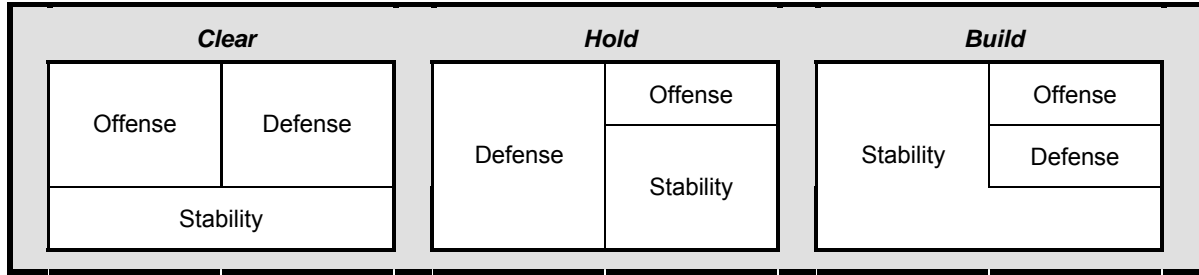 Clear
Offense
Defense
Stability
Hold
Defense
Offense
Stability
Build
Stability
Offense
Defense